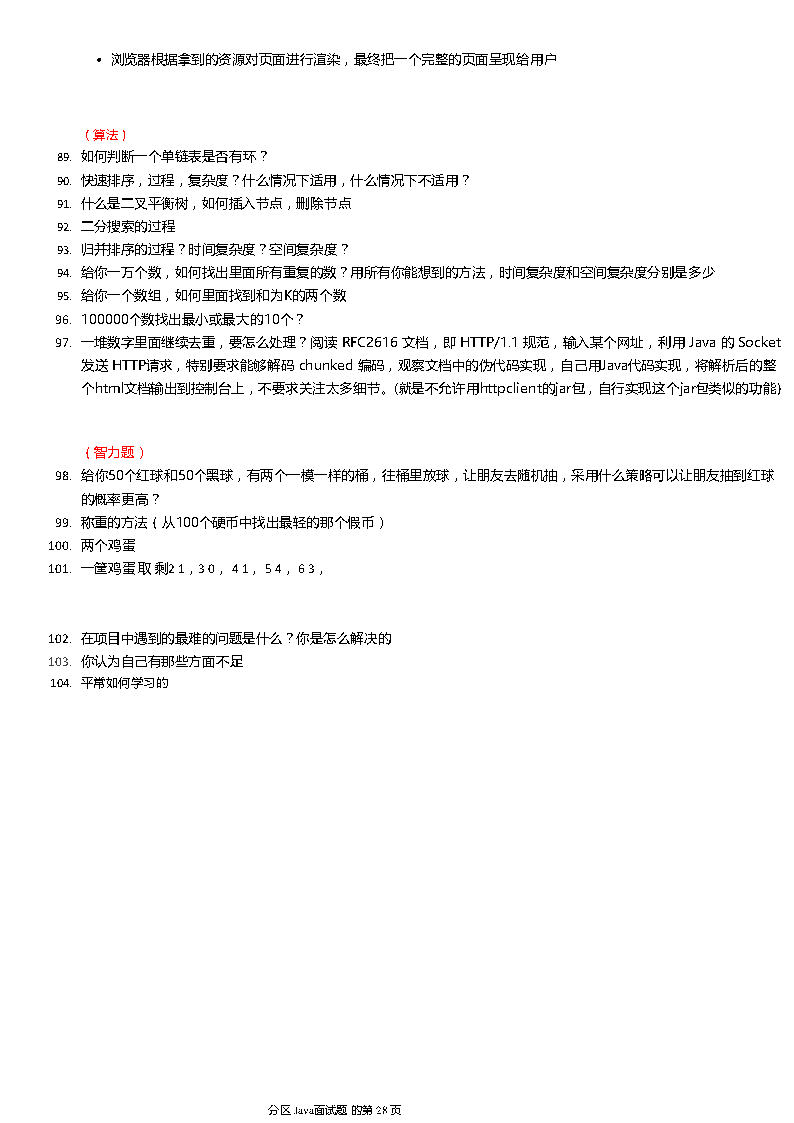 • 浏览器根据拿到的资源对页面进行渲染，最终把一个完整的页面呈现给用户
（算法）
89. 如何判断一个单链表是否有环？
90. 快速排序，过程，复杂度？什么情况下适用，什么情况下不适用？
91. 什么是二叉平衡树，如何插入节点，删除节点
92. 二分搜索的过程
93. 归并排序的过程？时间复杂度？空间复杂度？
94. 给你一万个数，如何找出里面所有重复的数？用所有你能想到的方法，时间复杂度和空间复杂度分别是多少
95. 给你一个数组，如何里面找到和为K的两个数
96. 100000个数找出最小或最大的10个？
97. 一堆数字里面继续去重，要怎么处理？阅读 RFC2616 文档，即 HTTP/1.1 规范，输入某个网址，利用 Java 的 Socket
发送 HTTP请求，特别要求能够解码 chunked 编码，观察文档中的伪代码实现，自己用Java代码实现，将解析后的整
个html文档输出到控制台上，不要求关注太多细节。(就是不允许用httpclient的jar包，自行实现这个jar包类似的功能)
（智力题）
98. 给你50个红球和50个黑球，有两个一模一样的桶，往桶里放球，让朋友去随机抽，采用什么策略可以让朋友抽到红球
的概率更高？
99. 称重的方法（从100个硬币中找出最轻的那个假币）
100. 两个鸡蛋
101. 一筐鸡蛋 取 剩2 1，3 0， 4 1， 5 4， 6 3，
102. 在项目中遇到的最难的问题是什么？你是怎么解决的
103. 你认为自己有那些方面不足
104. 平常如何学习的
分区 Java面试题 的第 28 页